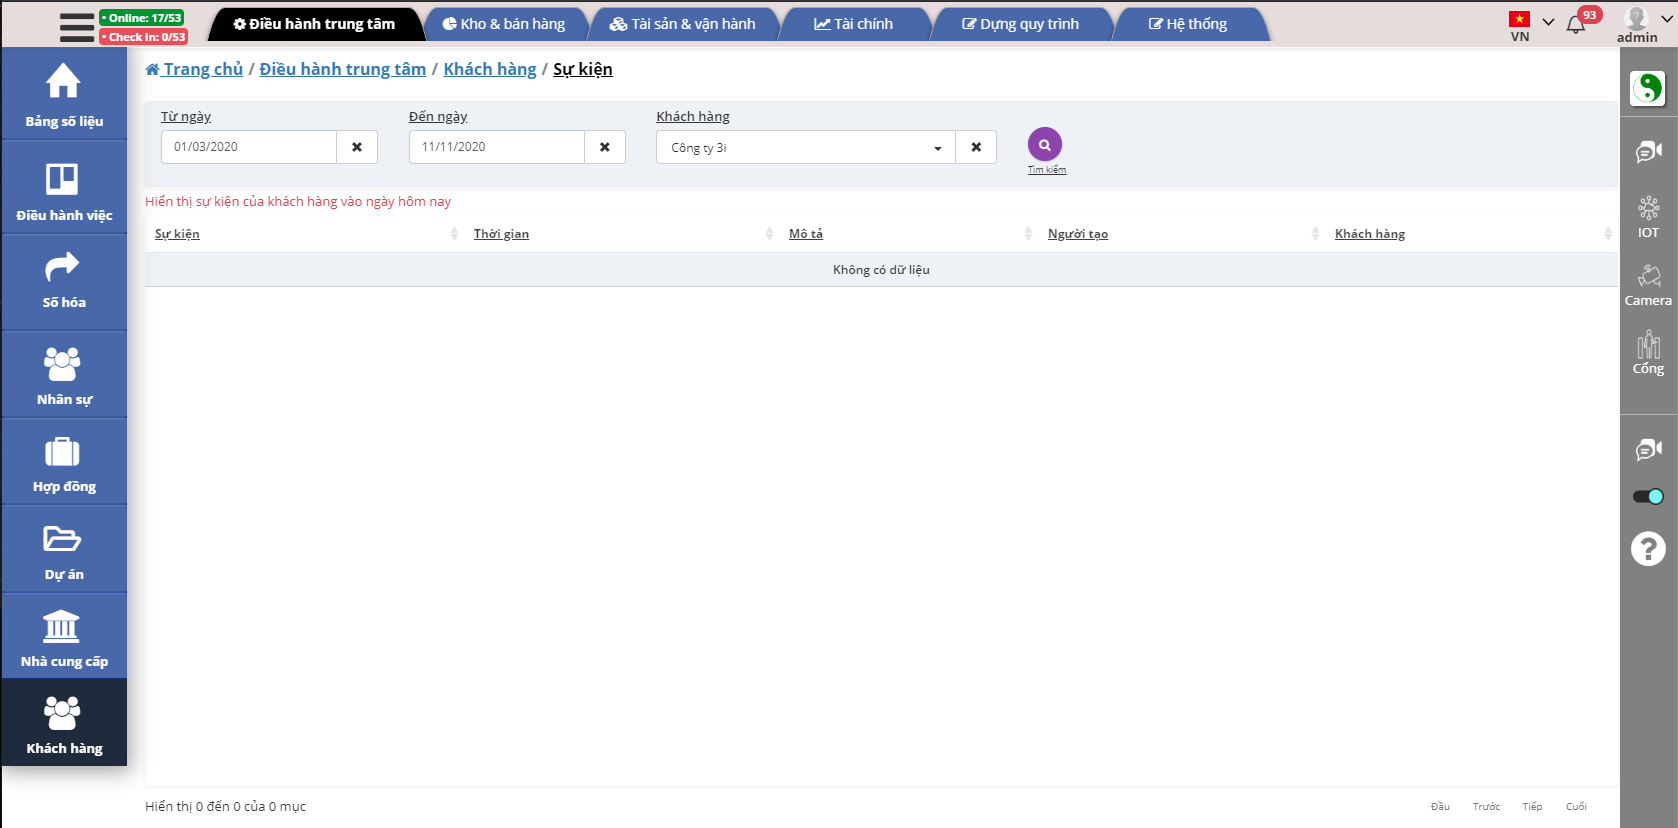 • Online: 17/53
• Check in: 0/53
Điều hành trung tâm
Kho & bán hàng
Tài sản & vận hành
Tài chính
Dựng quy trình
Hệ thống
VN
93
admin
Bảng số liệu
Điều hành việc
Số hóa
Nhân sự
Hợp đồng
Dự án
Nhà cung cấp
Khách hàng
Trang chủ / Điều hành trung tâm / Khách hàng / Sự kiện
Từ ngày
Đến ngày
Khách hàng
01/03/2020
11/11/2020
Công ty 3i
Tìm kiếm
Hiển thị sự kiện của khách hàng vào ngày hôm nay
Sự kiện
Thời gian
Mô tả
Người tạo
Khách hàng
Không có dữ liệu
Hiển thị 0 đến 0 của 0 mục
Đầu
Trước
Tiếp
Cuối
IOT
Camera
Cổng
?